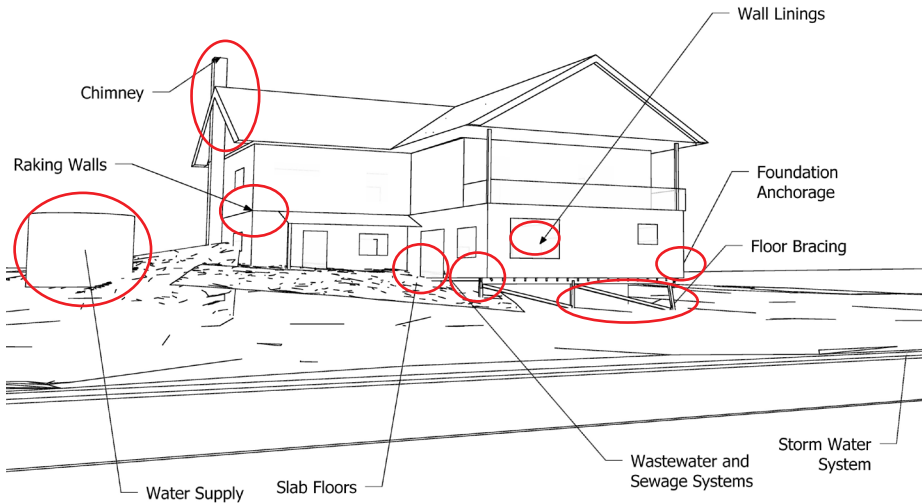 Wall Linings
Chimney
Raking Walls
Foundation
Anchorage
Floor Bracing
Storm Water
System
Wastewater and
Sewage Systems
Slab Floors
Water Supply